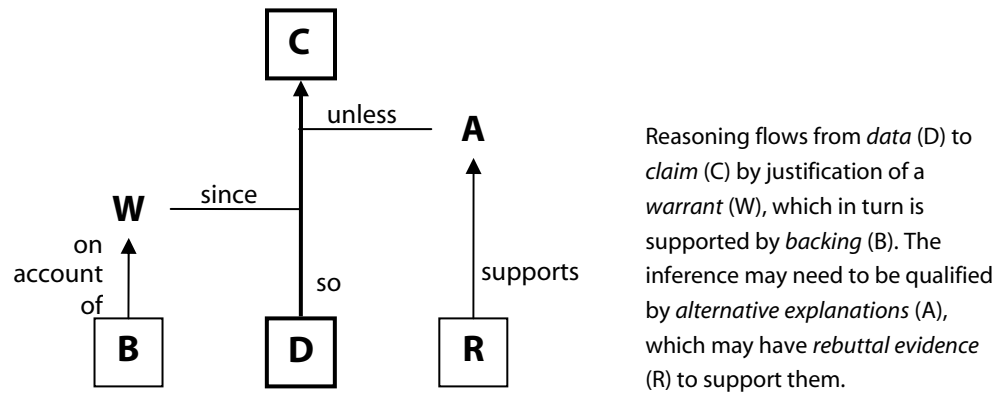 C
unless
A
since
W
on
account
of
so
supports
B
D
R
Reasoning flows from data (D) to
claim (C) by justification of a
warrant (W), which in turn is
supported by backing (B). The
inference may need to be qualified
by alternative explanations (A),
which may have rebuttal evidence
(R) to support them.